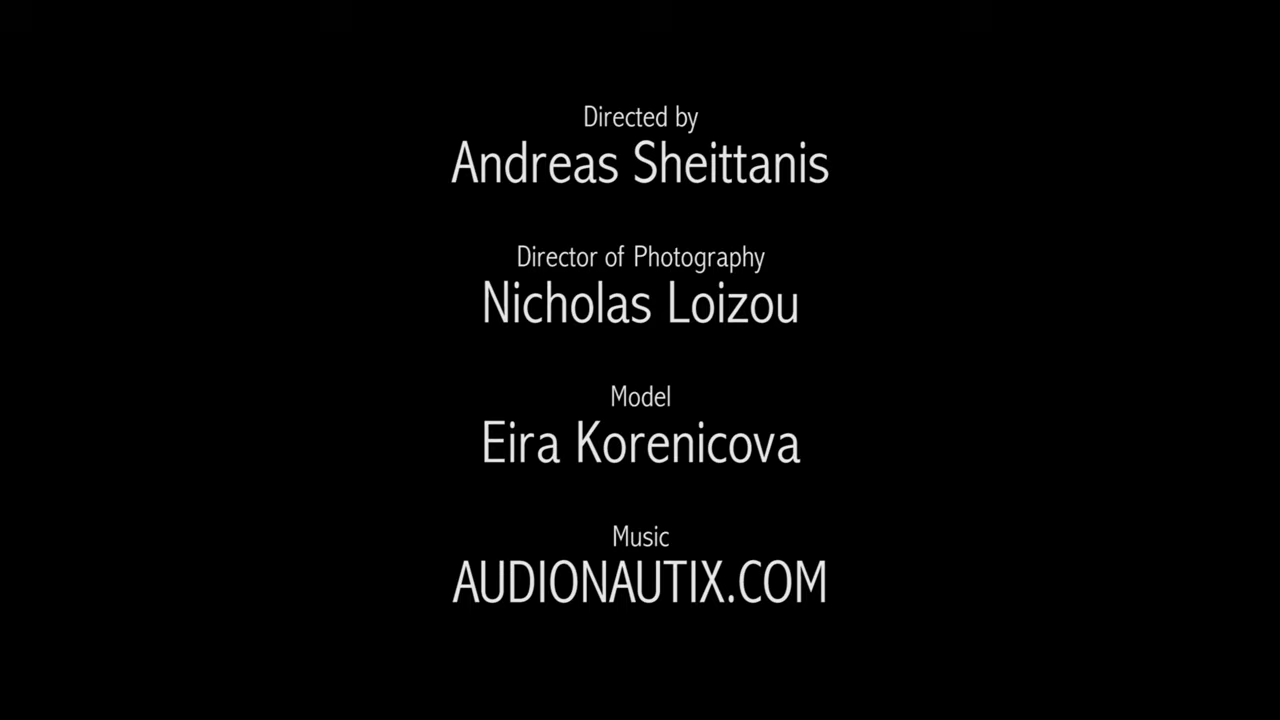 Directed by
Andreas Sheittanis
Director of Photography
Nicholas Loizou
Model
Eira Korenicova
Music
AUDIONAUTIX.COM